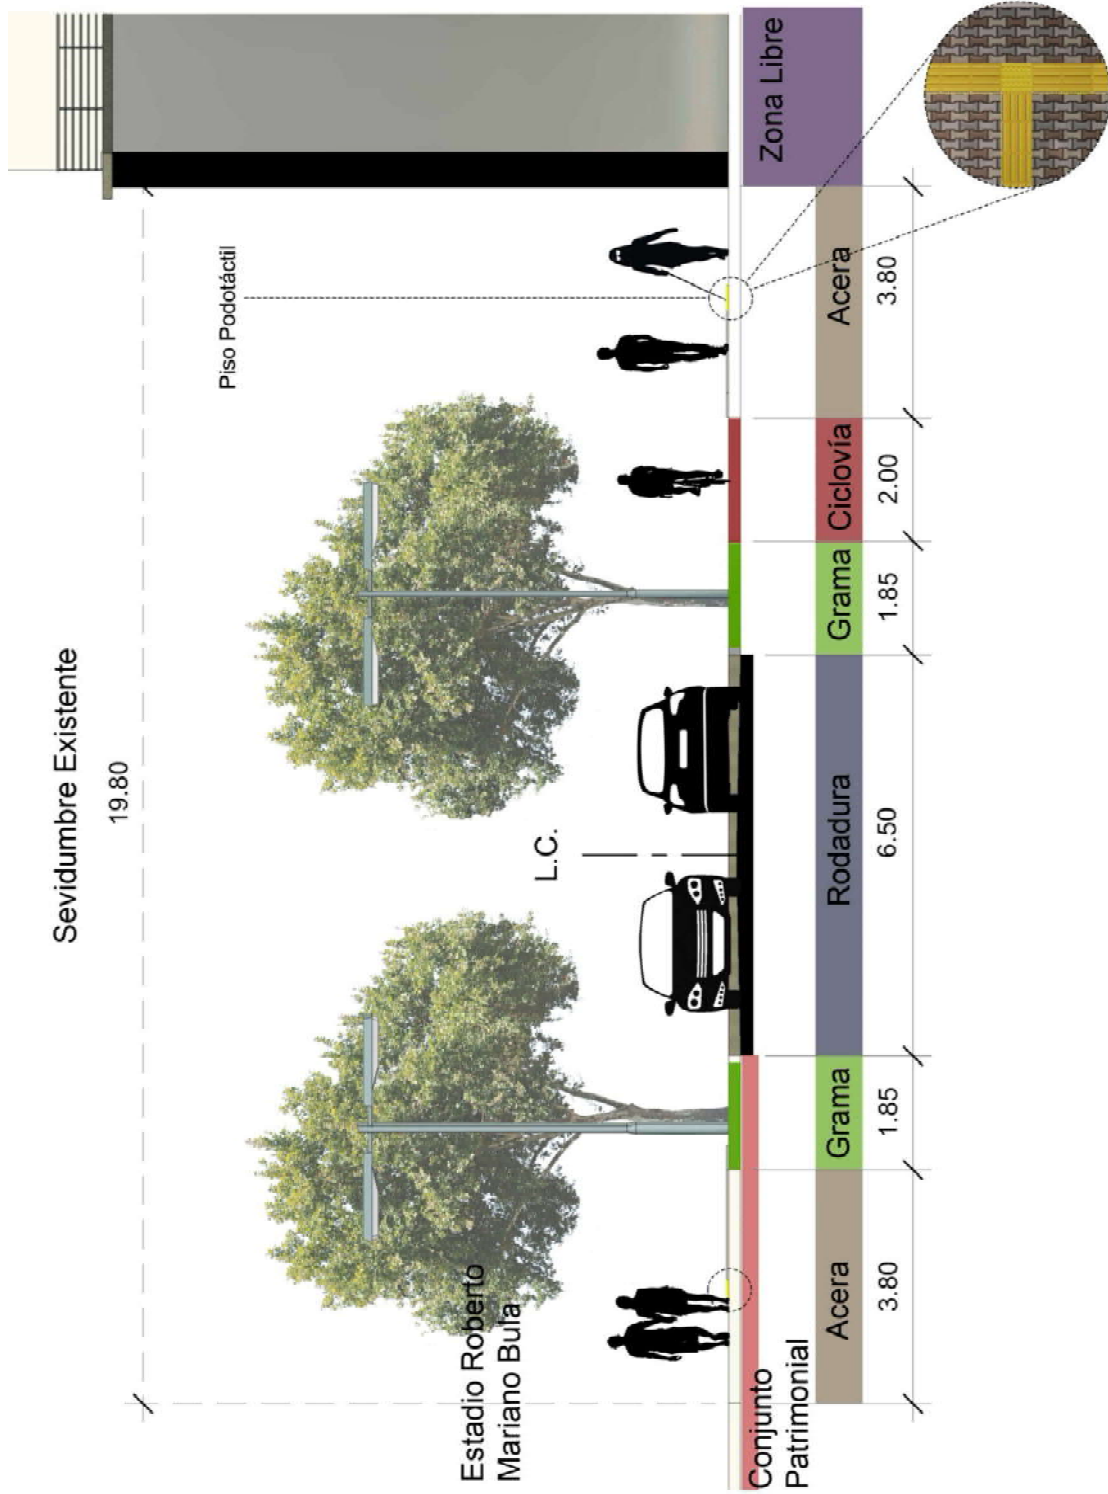 Sevidumbre Existente
19.80
Piso Podotáctil
L.C.
Estadio Roberto
Mariano Bula
Conjunto
Patrimonial
Zona Libre
Acera
Grama
Rodadura
Grama
Ciclovía
Acera
3.80
1.85
6.50
1.85
2.00
3.80